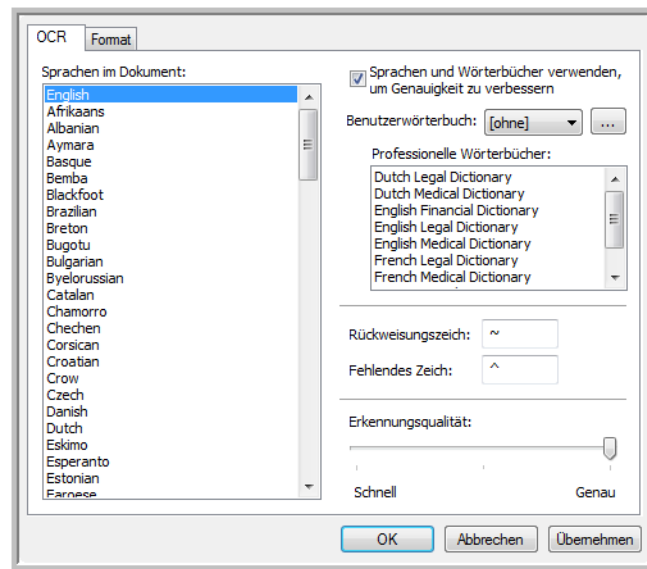 OCR
Format
Sprachen im Dokument:
English
Afrikaans
Albanian
Aymara
Basque
Bemba
Blackfoot
Brazilian
Breton
Bugotu
Bulgarian
Byelorussian
Catalan
Chamorro
Chechen
Corsican
Croatian
Crow
Czech
Danish
Dutch
Eskimo
Esperanto
Estonian
Faroese
Sprachen und Wörterbücher verwenden,
um Genauigkeit zu verbessern
Benutzerwörterbuch: [ohne] ...
Professionelle Wörterbücher:
Dutch Legal Dictionary
Dutch Medical Dictionary
English Financial Dictionary
English Legal Dictionary
English Medical Dictionary
French Legal Dictionary
French Medical Dictionary
Rückweisungszeich: ~
Fehlendes Zeich: ^
Erkennungsqualität:
Schnell Genau
OK Abbrechen Übernehmen